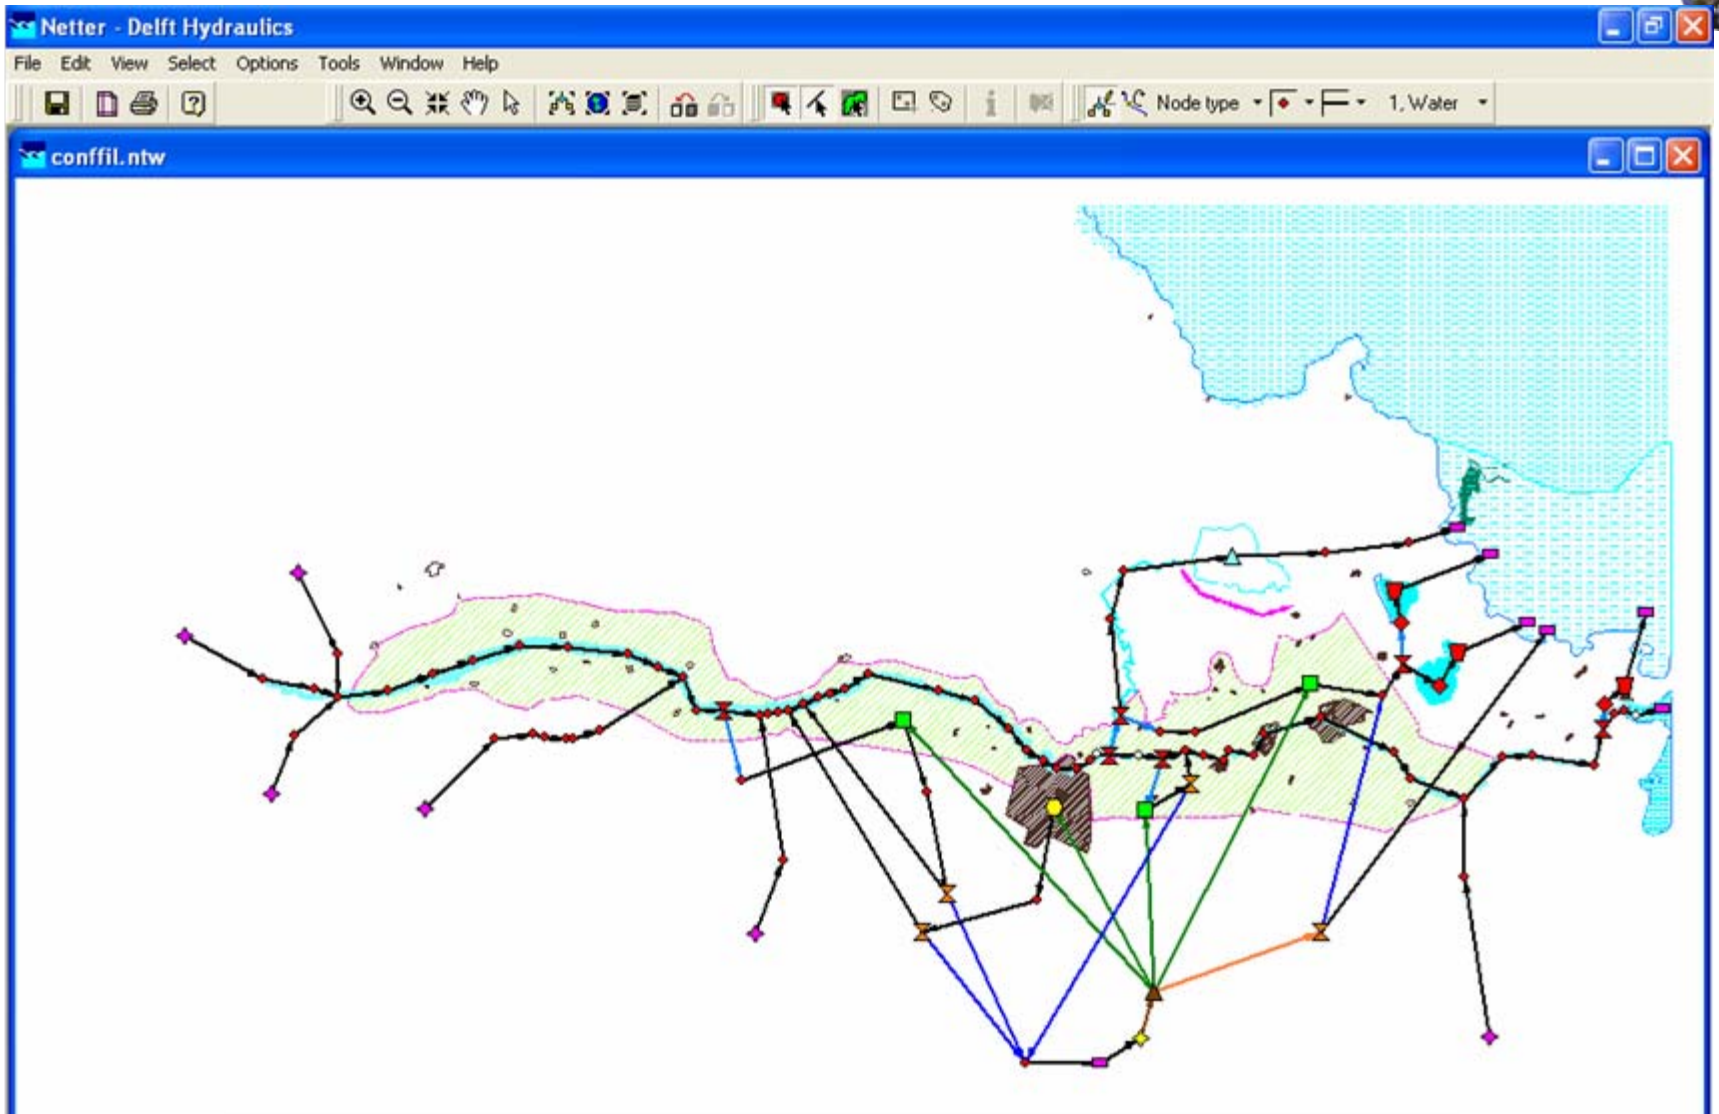 Netter - Delft Hydraulics
File Edit View Select Options Tools Window Help
Node type 1, Water
conffil.ntw